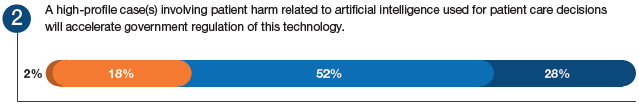 2
A high-profile case(s) involving patient harm related to artificial intelligence used for patient care decisions
will accelerate government regulation of this technology.
2% 18% 52% 28%